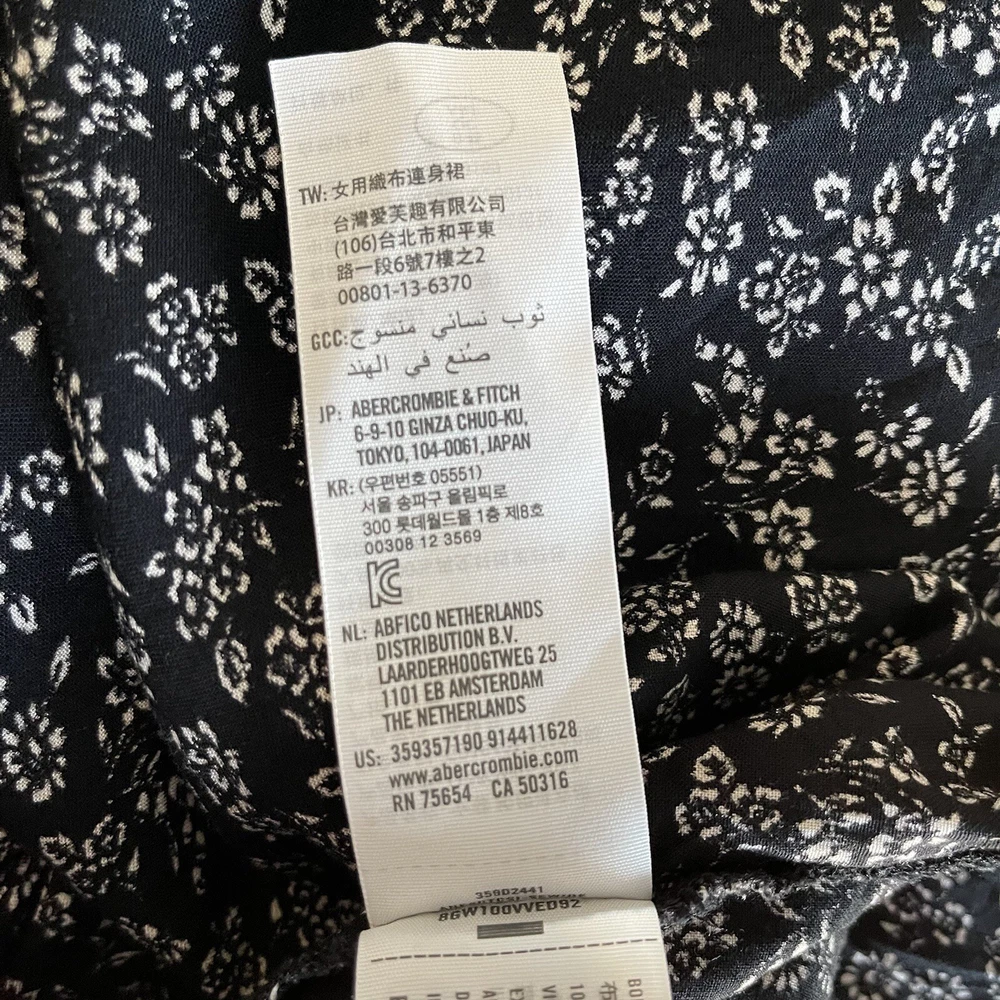 TW: 女用織布連身裙
台灣愛芙趣有限公司
(106)台北市和平東
路一段6號7樓之2
00801-13-6370
GCC: ثوب نسائي منسوج
صُنع في الهند
JP: ABERCROMBIE & FITCH
6-9-10 GINZA CHUO-KU,
TOKYO, 104-0061, JAPAN
KR: (우편번호 05551)
서울 송파구 올림픽로
300 롯데월드몰 1층 제8호
00308 12 3569
KC
NL: ABFICO NETHERLANDS
DISTRIBUTION B.V.
LAARDERHOOGTWEG 25
1101 EB AMSTERDAM
THE NETHERLANDS
US: 359357190 914411628
www.abercrombie.com
RN 75654 CA 50316
359D2441
8GW100VVED92